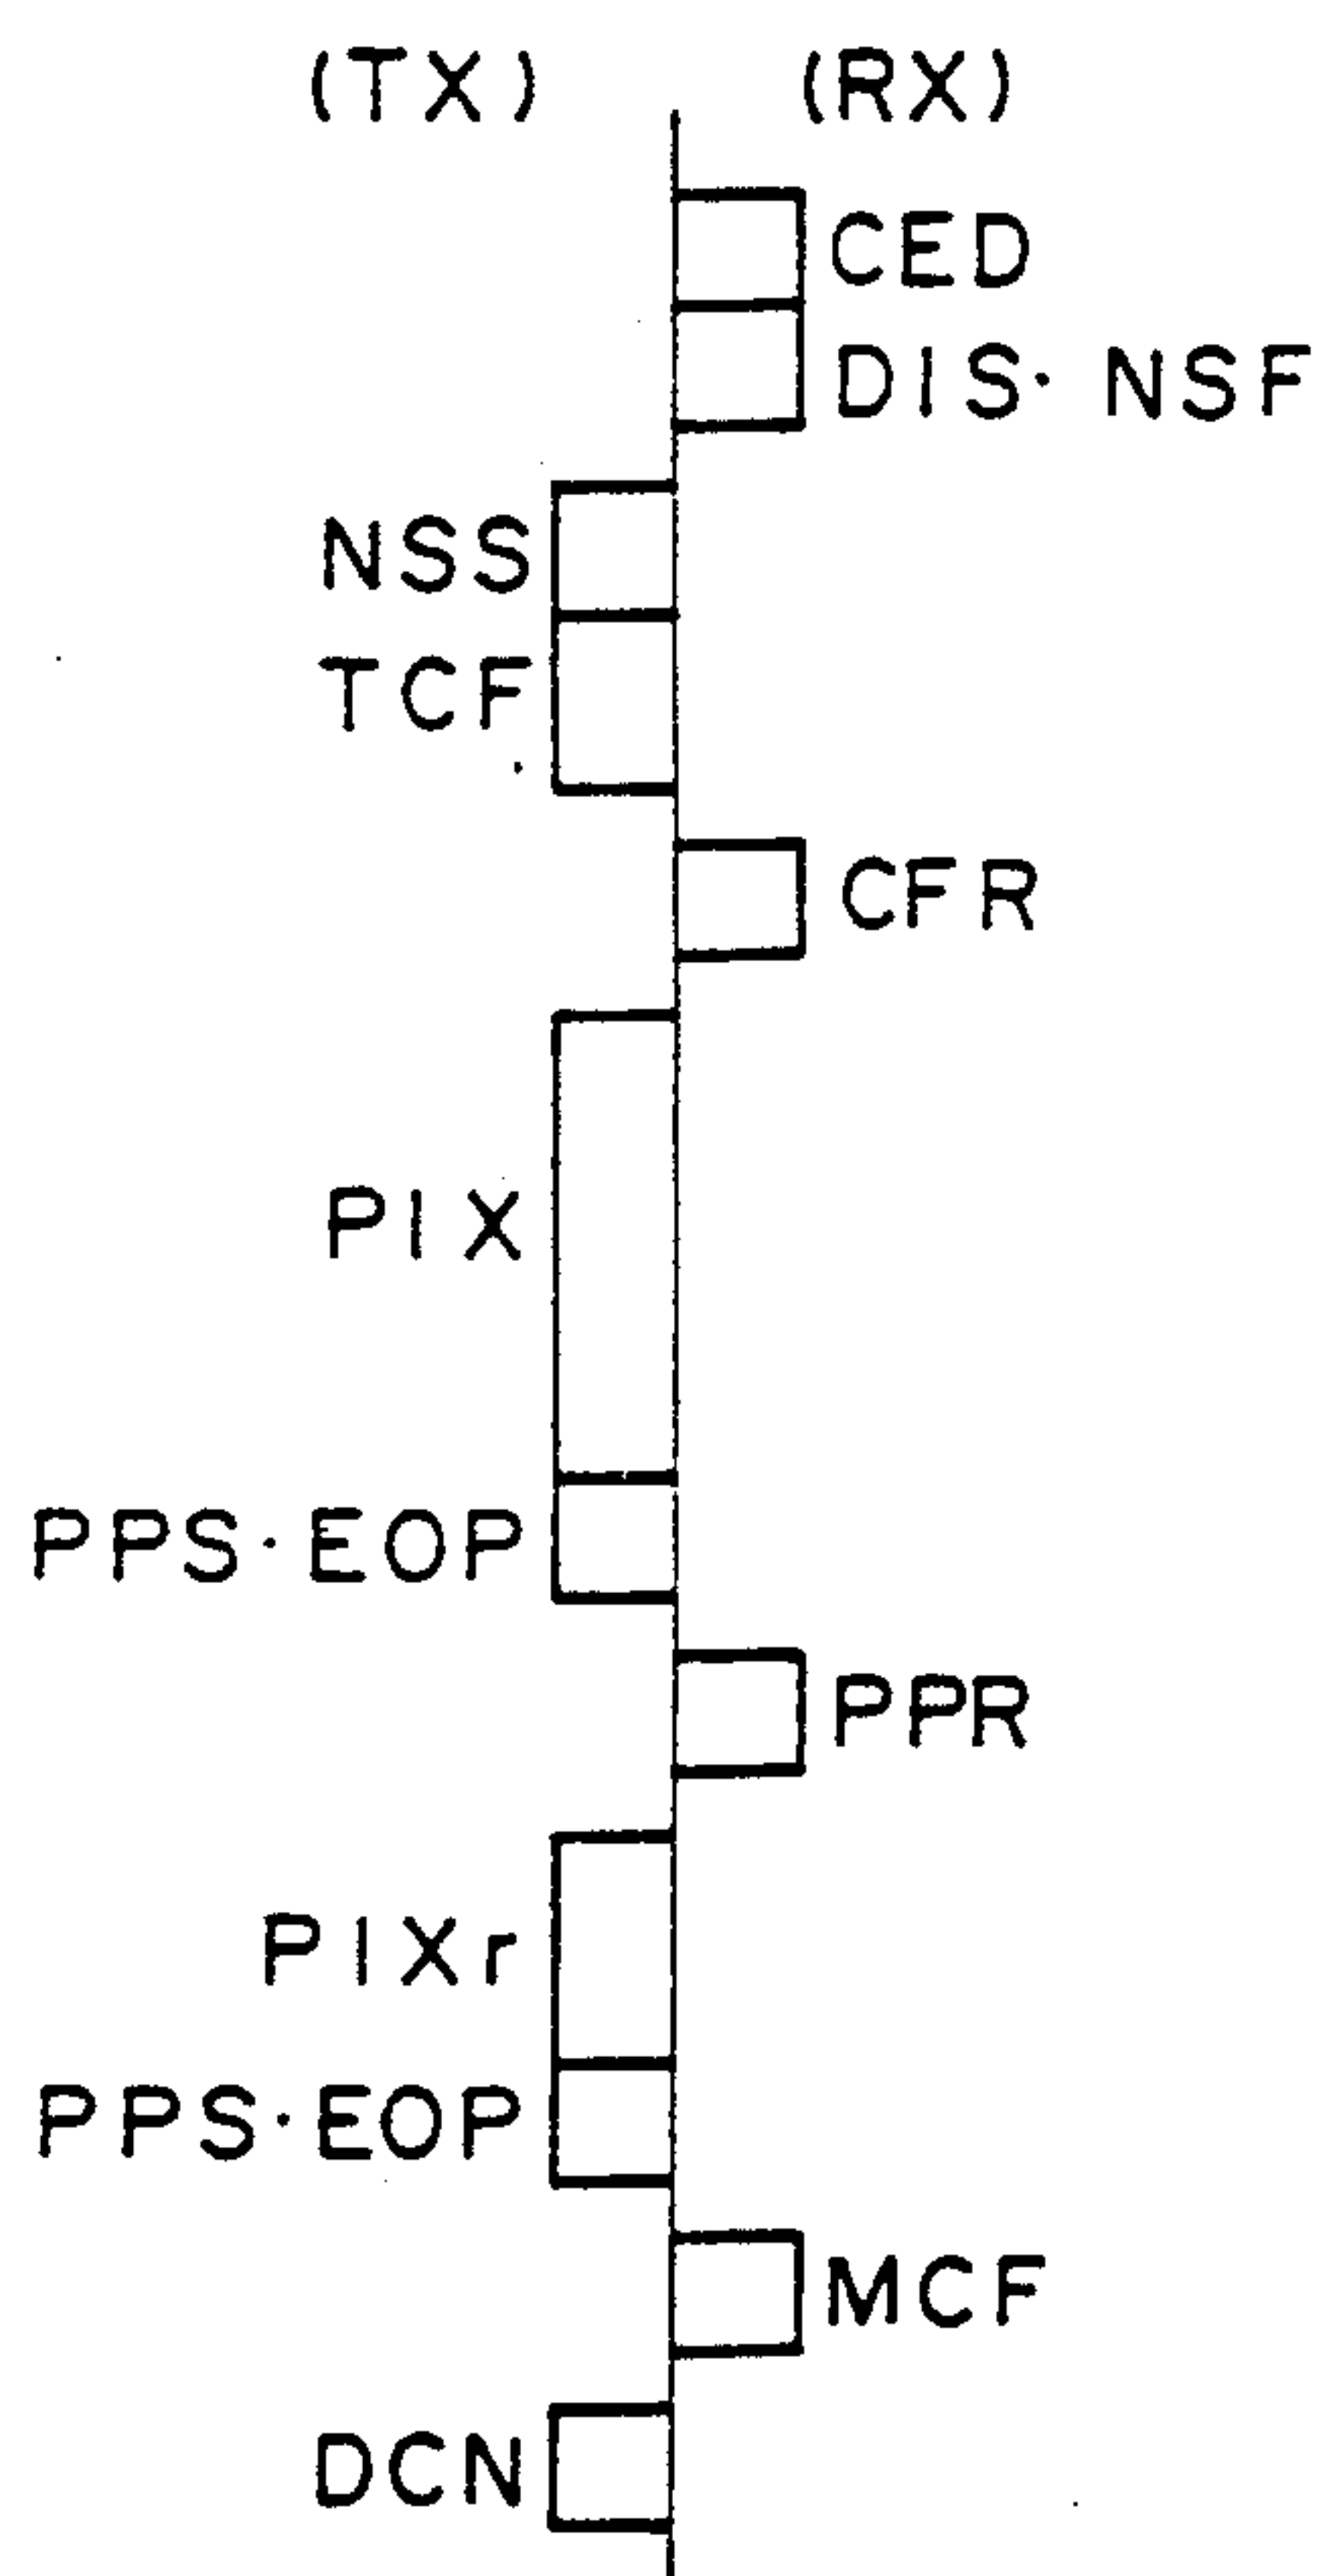 (TX) (RX)
CED
DIS· NSF
NSS
TCF
CFR
PIX
PPS·EOP
PPR
PIXr
PPS·EOP
MCF
DCN